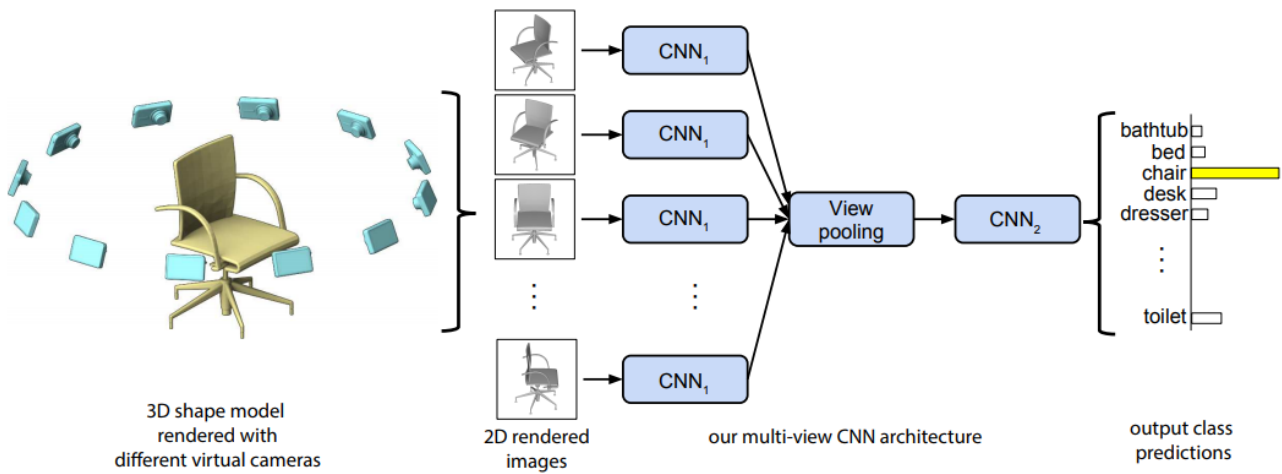 CNN₁
CNN₁
CNN₁
⋮
⋮
CNN₁
View
pooling
CNN₂
bathtub
bed
chair
desk
dresser
⋮
toilet
3D shape model
rendered with
different virtual cameras
2D rendered
images
our multi-view CNN architecture
output class
predictions